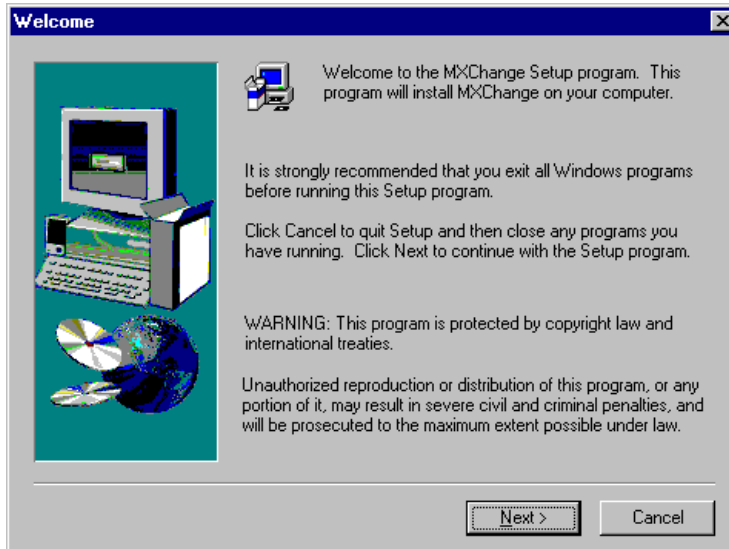 Welcome
Welcome to the MXChange Setup program.  This
program will install MXChange on your computer.
It is strongly recommended that you exit all Windows programs
before running this Setup program.
Click Cancel to quit Setup and then close any programs you
have running.  Click Next to continue with the Setup program.
WARNING: This program is protected by copyright law and
international treaties.
Unauthorized reproduction or distribution of this program, or any
portion of it, may result in severe civil and criminal penalties, and
will be prosecuted to the maximum extent possible under law.
Next >
Cancel